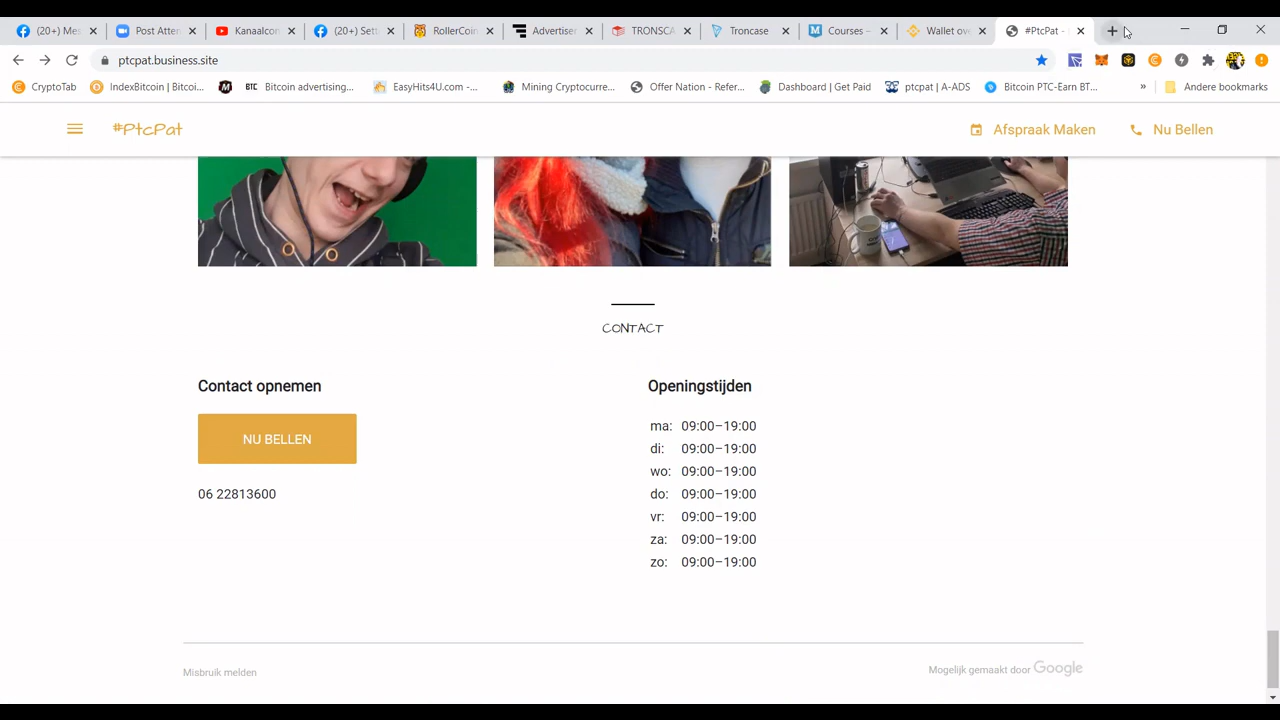 (20+) Mes
Post Atten
Kanaalcon
(20+) Sett
RollerCoin
Advertiser
TRONSCA
Troncase
Courses –
Wallet ove
#PtcPat -
ptcpat.business.site
CryptoTab
IndexBitcoin | Bitcoi...
BTC Bitcoin advertising...
EasyHits4U.com -...
Mining Cryptocurre...
Offer Nation - Refer...
Dashboard | Get Paid
ptcpat | A-ADS
Bitcoin PTC-Earn BT...
»
Andere bookmarks
#PtcPat
Afspraak Maken
Nu Bellen
CONTACT
Contact opnemen
NU BELLEN
06 22813600
Openingstijden
ma: 09:00–19:00
di: 09:00–19:00
wo: 09:00–19:00
do: 09:00–19:00
vr: 09:00–19:00
za: 09:00–19:00
zo: 09:00–19:00
Misbruik melden
Mogelijk gemaakt door Google